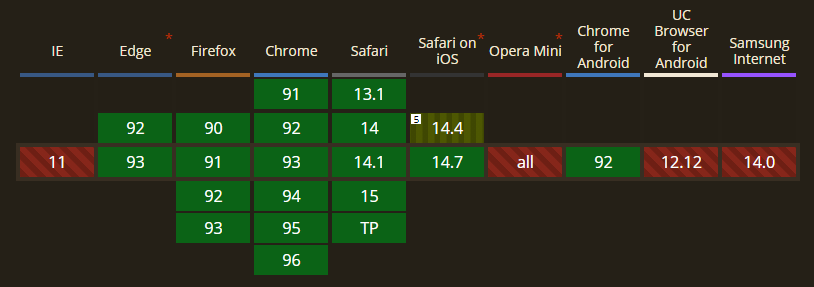 IE Edge * Firefox Chrome Safari Safari on iOS * Opera Mini * Chrome for Android UC Browser for Android Samsung Internet
91 13.1
92 90 92 14 5 14.4
11 93 91 93 14.1 14.7 all 92 12.12 14.0
92 94 15
93 95 TP
96